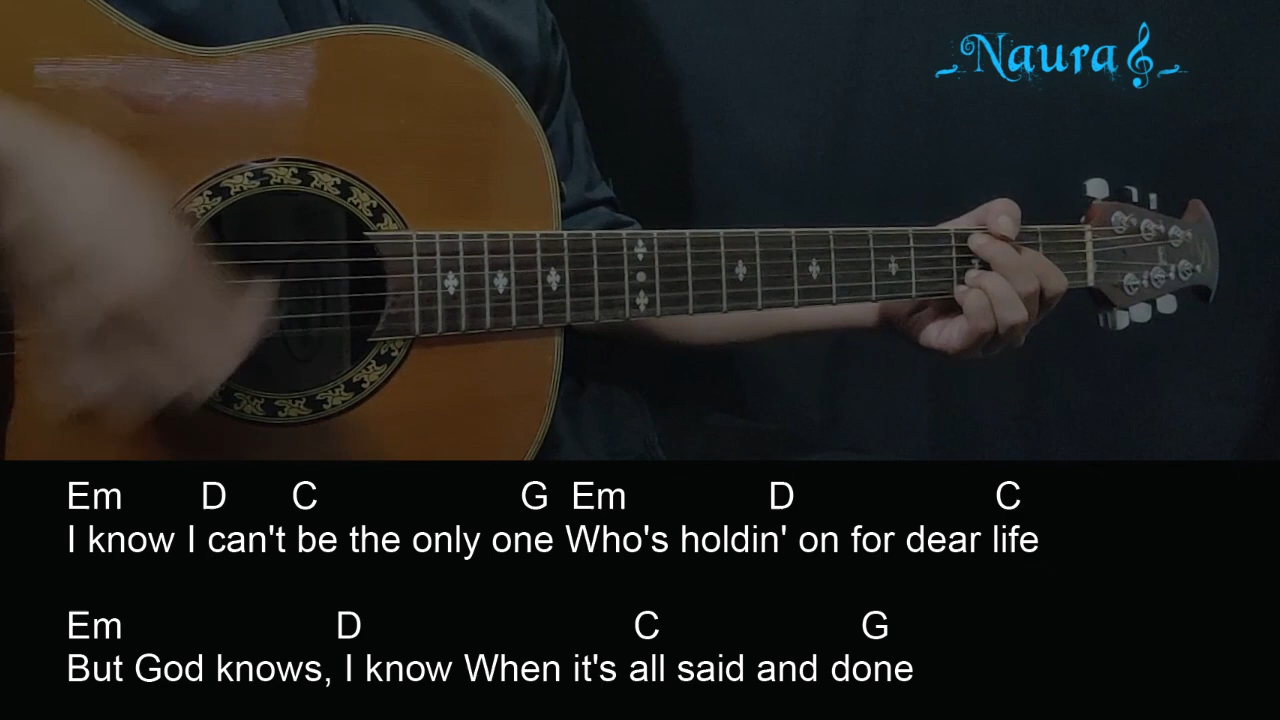 Naura
Em D C G Em D C
I know I can't be the only one Who's holdin' on for dear life
Em D C G
But God knows, I know When it's all said and done